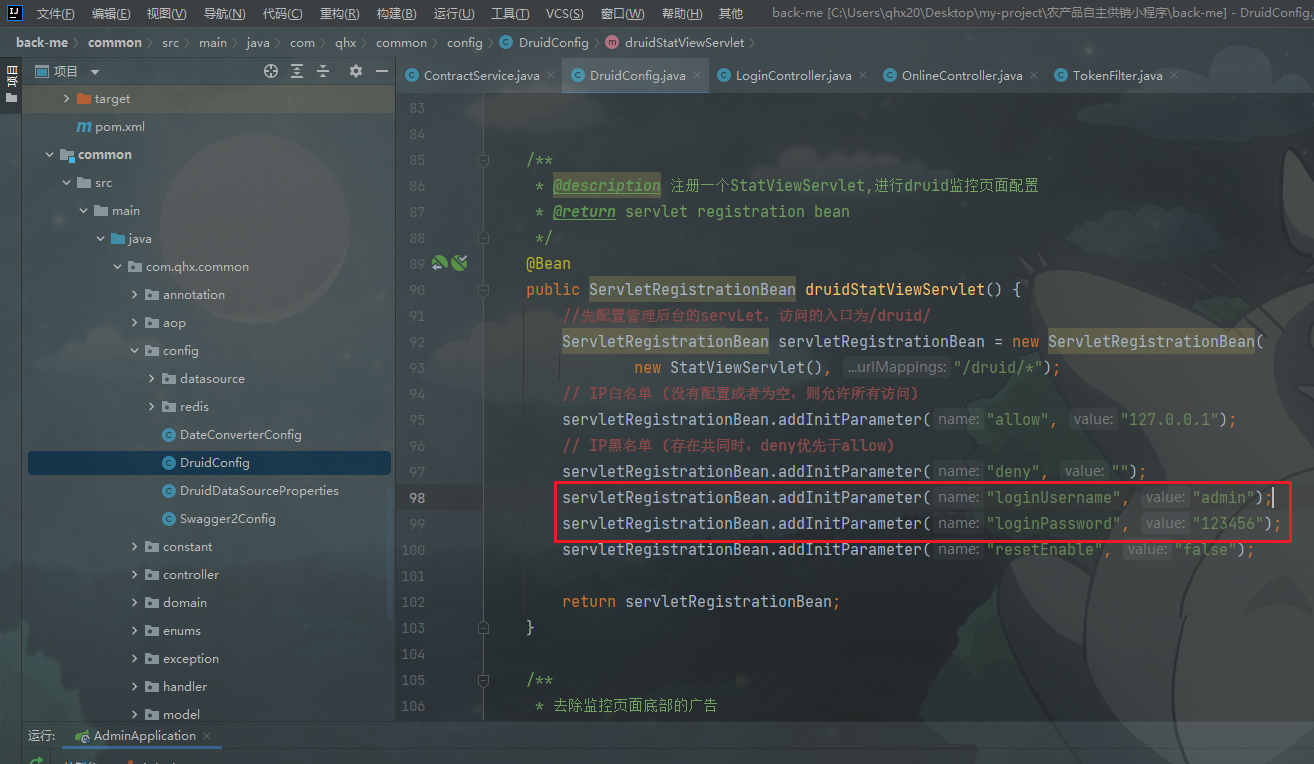 文件(F) 编辑(E) 视图(V) 导航(N) 代码(C) 重构(R) 构建(B) 运行(U) 工具(T) VCS(S) 窗口(W) 帮助(H) 其他 back-me [C:\Users\qhx20\Desktop\my-project\农产品自主供销小程序\back-me] - DruidConfig.
back-me common src main java com qhx common config DruidConfig druidStatViewServlet
项目
项目
ContractService.java DruidConfig.java LoginController.java OnlineController.java TokenFilter.java
target
pom.xml
common
src
main
java
com.qhx.common
annotation
aop
config
datasource
redis
DateConverterConfig
DruidConfig
DruidDataSourceProperties
Swagger2Config
constant
controller
domain
enums
exception
handler
model
83
84
85 /**
86 * @description 注册一个StatViewServlet,进行druid监控页面配置
87 * @return servlet registration bean
88 */
89 @Bean
90 public ServletRegistrationBean druidStatViewServlet() {
91 //先配置管理后台的servLet，访问的入口为/druid/
92 ServletRegistrationBean servletRegistrationBean = new ServletRegistrationBean(
93 new StatViewServlet(), ...urlMappings: "/druid/*");
94 // IP白名单 (没有配置或者为空，则允许所有访问)
95 servletRegistrationBean.addInitParameter( name: "allow", value: "127.0.0.1");
96 // IP黑名单 (存在共同时，deny优先于allow)
97 servletRegistrationBean.addInitParameter( name: "deny", value: "");
98 servletRegistrationBean.addInitParameter( name: "loginUsername", value: "admin");
99 servletRegistrationBean.addInitParameter( name: "loginPassword", value: "123456");
100 servletRegistrationBean.addInitParameter( name: "resetEnable", value: "false");
101
102 return servletRegistrationBean;
103 }
104
105 /**
106 * 去除监控页面底部的广告
运行: AdminApplication